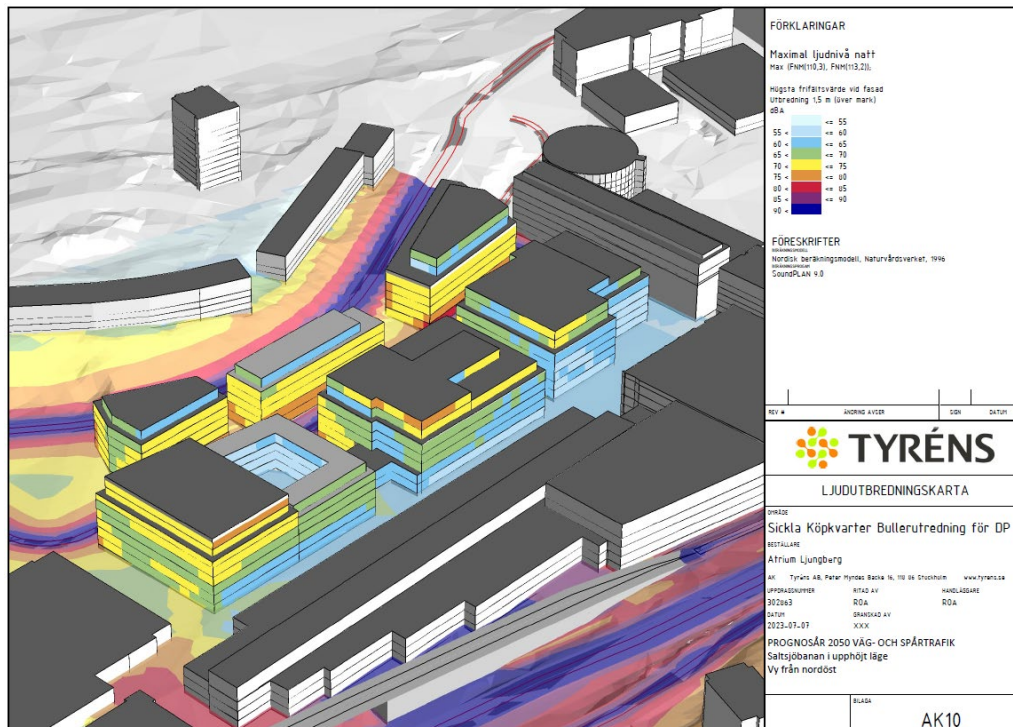 FÖRKLARINGAR
Maximal ljudnivå natt
Max (FNM(110,3), FNM(113,2));
Högsta frifältsvärde vid fasad
Utbredning 1,5 m (över mark)
dBA
<= 55
55 < <= 60
60 < <= 65
65 < <= 70
70 < <= 75
75 < <= 80
80 < <= 85
85 < <= 90
90 <
FÖRESKRIFTER
BERÄKNINGSMODELL
Nordisk beräkningsmodell, Naturvårdsverket, 1996
BERÄKNINGSPROGRAM
SoundPLAN 9.0
REV # ÄNDRING AVSER SIGN DATUM
TYRÉNS
LJUDUTBREDNINGSKARTA
OMRÅDE
Sickla Köpkvarter Bullerutredning för DP
BESTÄLLARE
Atrium Ljungberg
AK Tyréns AB, Peter Myndes Backe 16, 118 86 Stockholm www.tyrens.se
UPPDRAGSNUMMER RITAD AV HANDLÄGGARE
302863 ROA ROA
DATUM GRANSKAD AV
2023-07-07 XXX
PROGNOSÅR 2050 VÄG- OCH SPÅRTRAFIK
Saltsjöbanan i upphöjt läge
Vy från nordöst
BILAGA
AK10